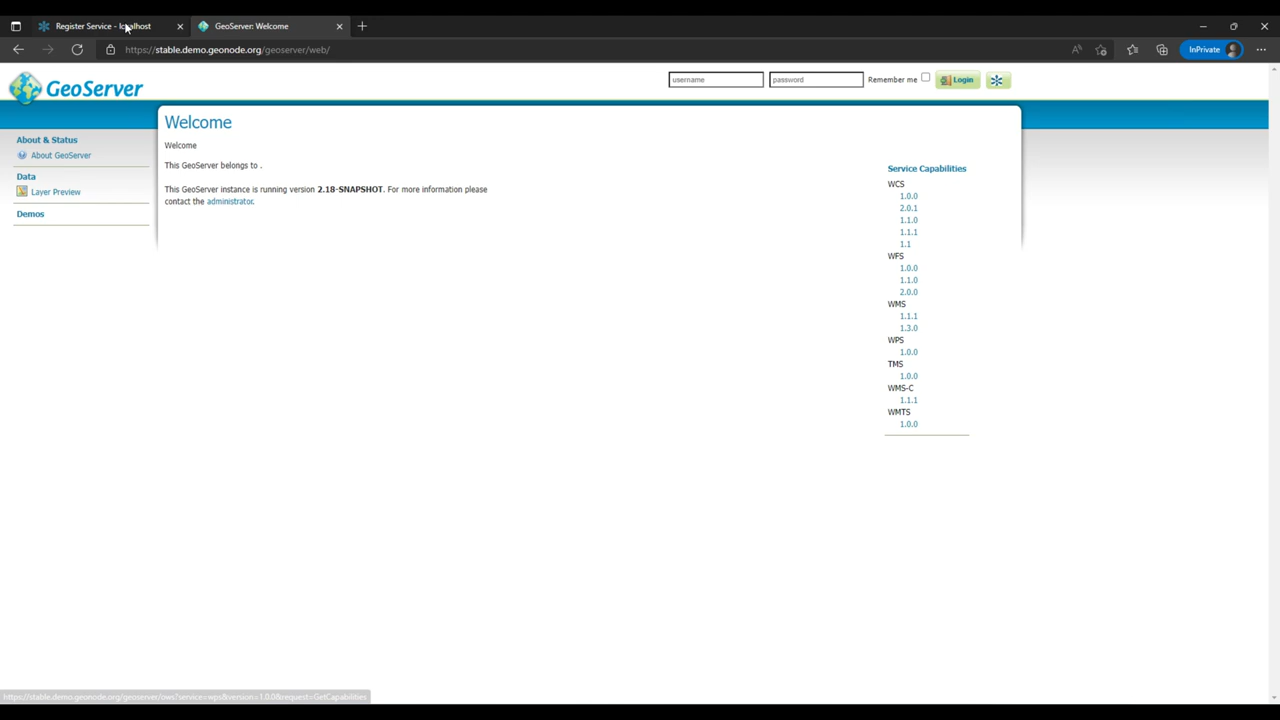 Register Service - localhost
GeoServer: Welcome
https://stable.demo.geonode.org/geoserver/web/
InPrivate
GeoServer
username
password
Remember me
Login
About & Status
About GeoServer
Data
Layer Preview
Demos
Welcome
Welcome
This GeoServer belongs to .
This GeoServer instance is running version 2.18-SNAPSHOT. For more information please
contact the administrator.
Service Capabilities
WCS
1.0.0
2.0.1
1.1.0
1.1.1
1.1
WFS
1.0.0
1.1.0
2.0.0
WMS
1.1.1
1.3.0
WPS
1.0.0
TMS
1.0.0
WMS-C
1.1.1
WMTS
1.0.0
https://stable.demo.geonode.org/geoserver/ows?service=wps&version=1.0.0&request=GetCapabilities